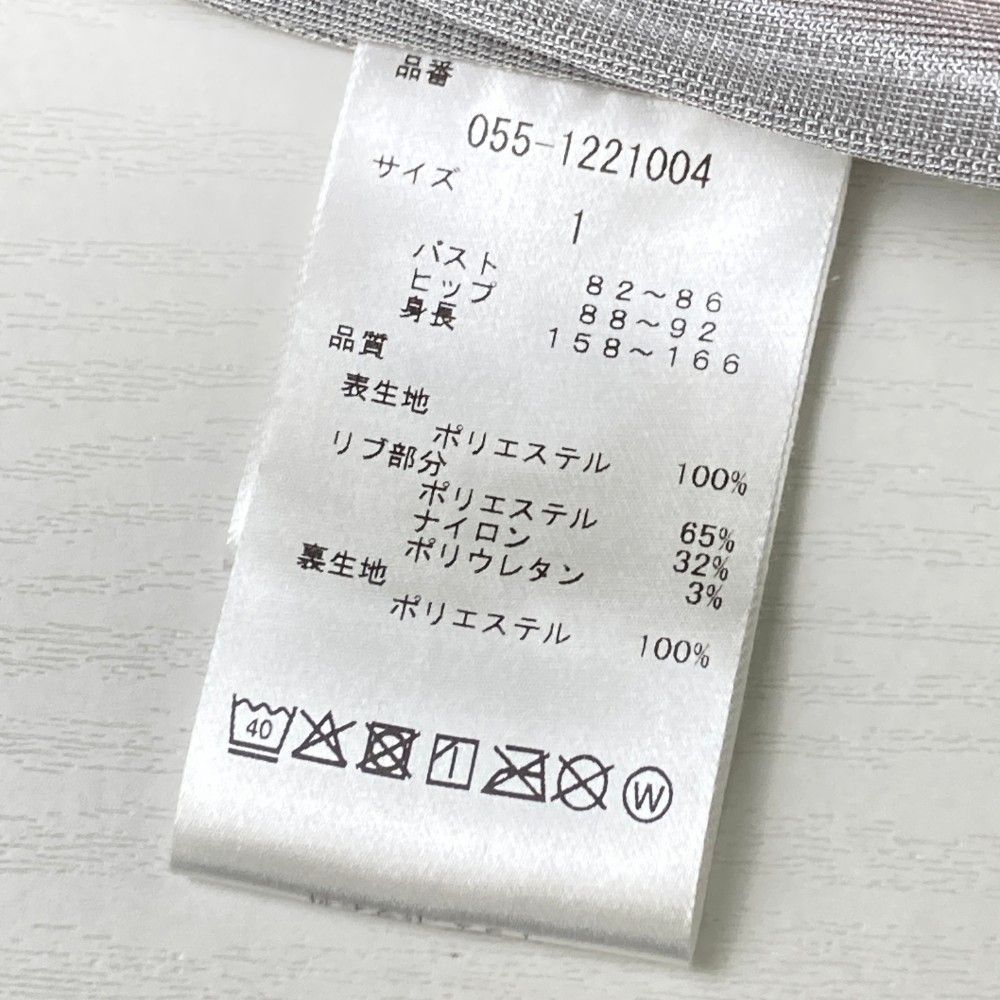 品番
055-1221004
サイズ
1
バスト 82~86
ヒップ 88~92
身長 158~166
品質
表生地
ポリエステル 100%
リブ部分
ポリエステル 65%
ナイロン 32%
ポリウレタン 3%
裏生地
ポリエステル 100%
40
W